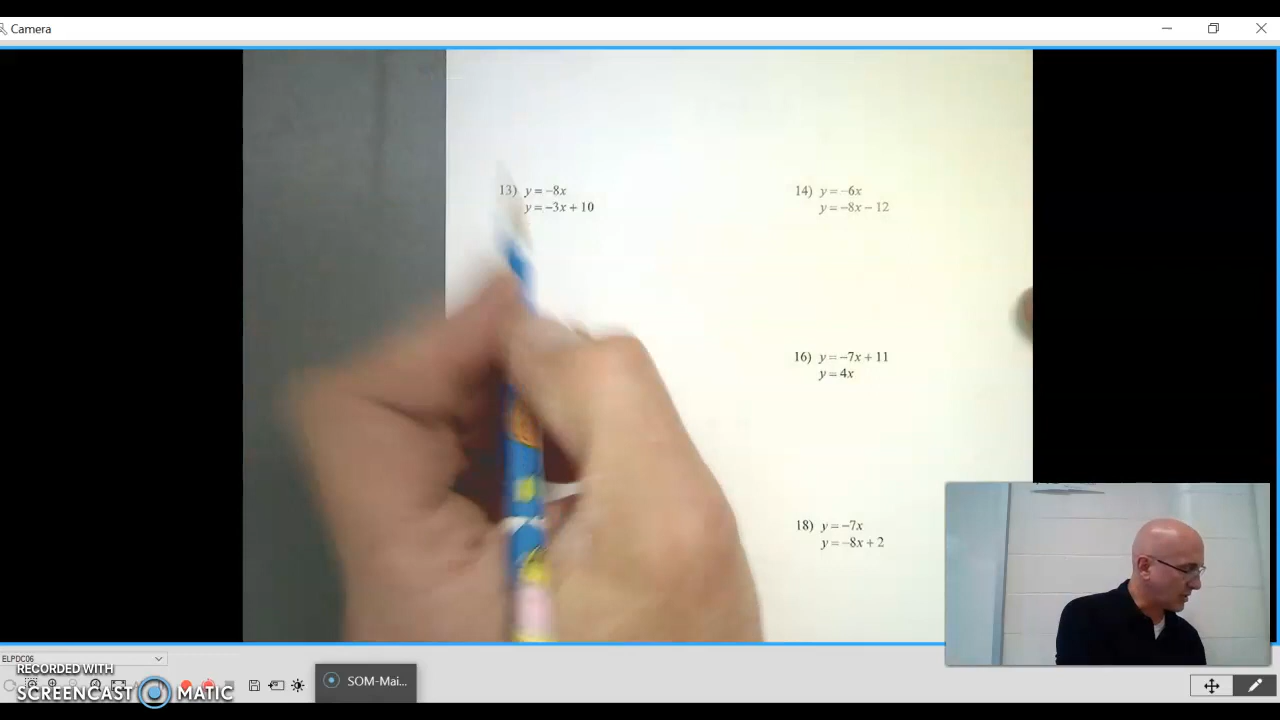 Camera
13) y = -8x
y = -3x + 10
14) y = -6x
y = -8x - 12
16) y = -7x + 11
y = 4x
18) y = -7x
y = -8x + 2
ELPDC06
RECORDED WITH
SCREENCAST MATIC
SOM-Mai...